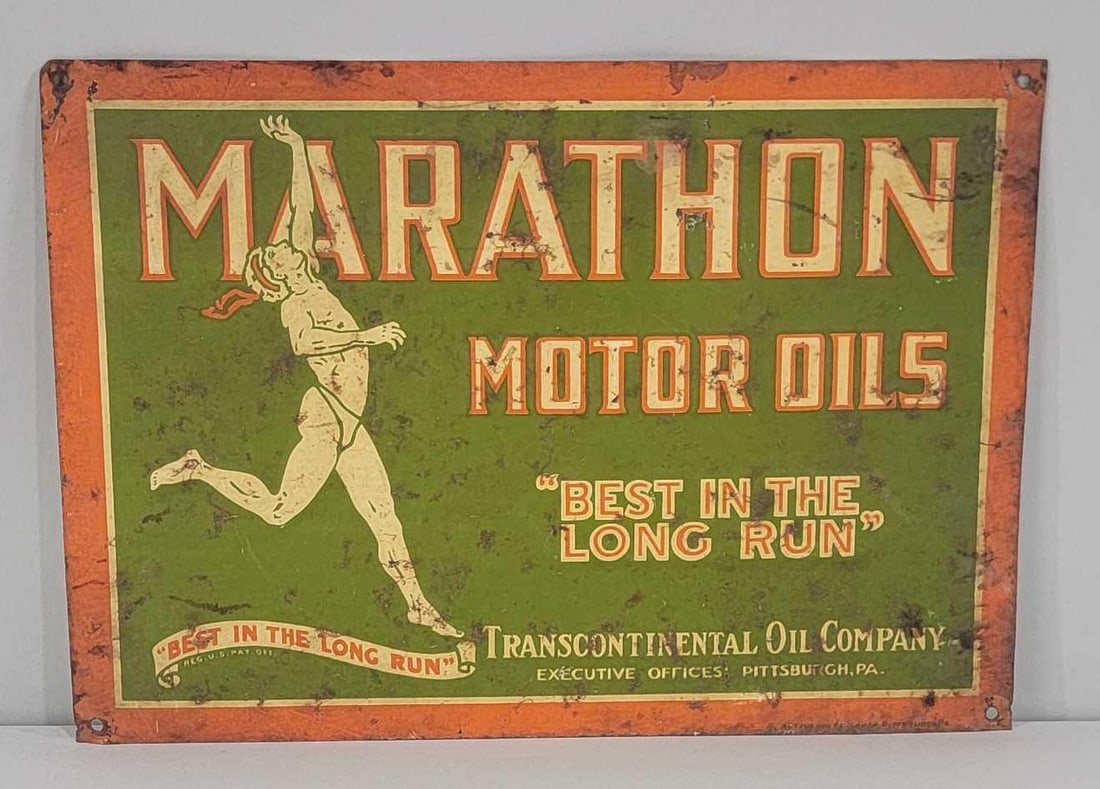 MARATHON
MOTOR OILS
"BEST IN THE
LONG RUN"
"BEST IN THE LONG RUN"
REG. U.S. PAT. OFF.
TRANSCONTINENTAL OIL COMPANY
EXECUTIVE OFFICES: PITTSBURGH, PA.